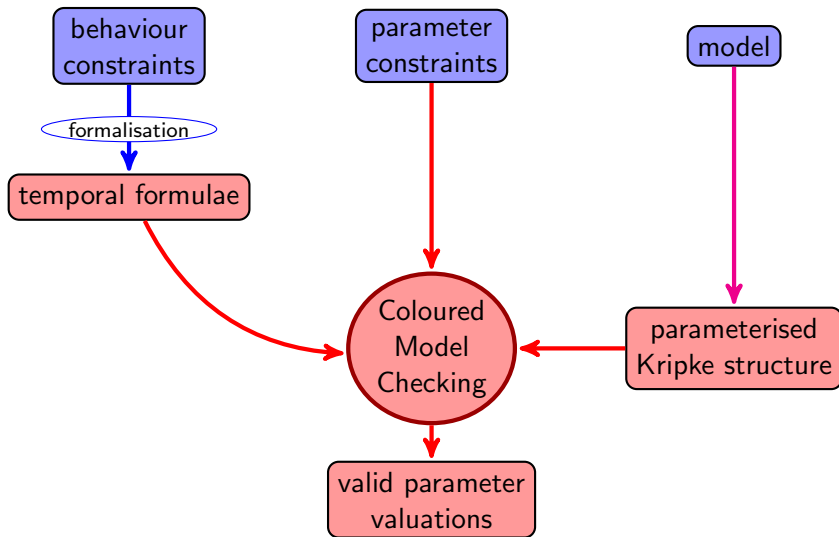 behaviour
constraints
parameter
constraints
model
formalisation
temporal formulae
Coloured
Model
Checking
parameterised
Kripke structure
valid parameter
valuations